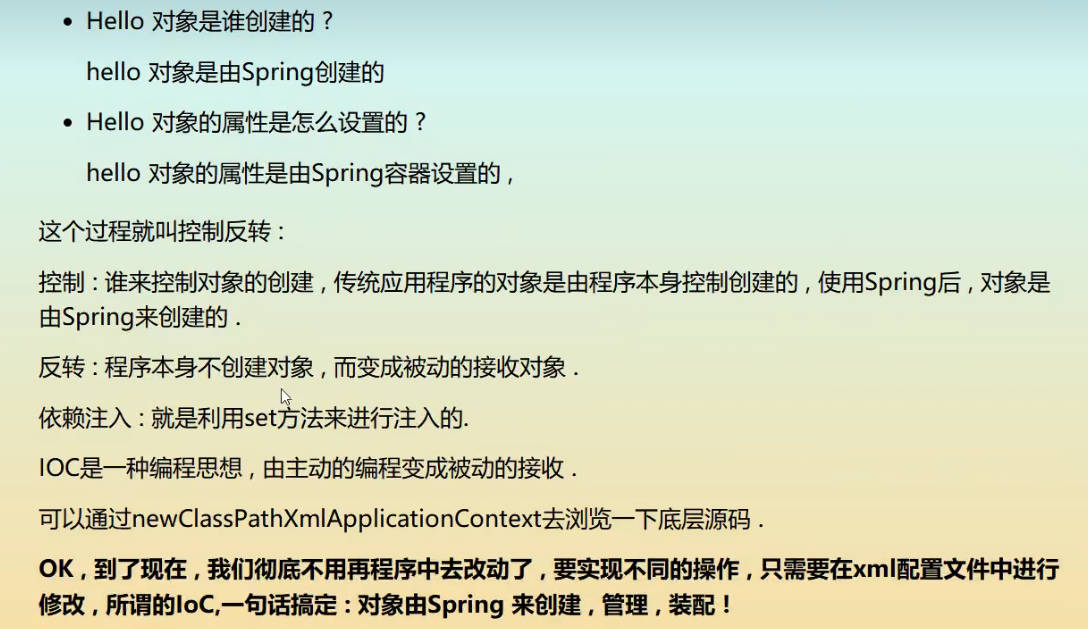 Hello 对象是谁创建的？
hello 对象是由Spring创建的
Hello 对象的属性是怎么设置的？
hello 对象的属性是由Spring容器设置的 ,
这个过程就叫控制反转 :
控制 : 谁来控制对象的创建 , 传统应用程序的对象是由程序本身控制创建的 , 使用Spring后 , 对象是
由Spring来创建的 .
反转 : 程序本身不创建对象 , 而变成被动的接收对象 .
依赖注入 : 就是利用set方法来进行注入的.
IOC是一种编程思想 , 由主动的编程变成被动的接收 .
可以通过newClassPathXmlApplicationContext去浏览一下底层源码 .
OK , 到了现在 , 我们彻底不用再程序中去改动了 , 要实现不同的操作 , 只需要在xml配置文件中进行
修改 , 所谓的IoC,一句话搞定 : 对象由Spring 来创建 , 管理 , 装配！